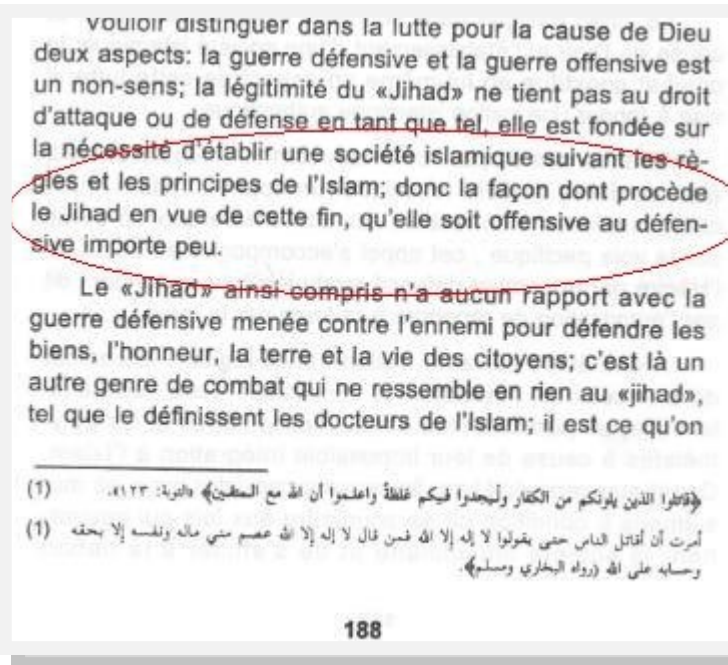 Vouloir distinguer dans la lutte pour la cause de Dieu
deux aspects: la guerre défensive et la guerre offensive est
un non-sens; la légitimité du «Jihad» ne tient pas au droit
d'attaque ou de défense en tant que tel, elle est fondée sur
la nécessité d'établir une société islamique suivant les rè-
gles et les principes de l'Islam; donc la façon dont procède
le Jihad en vue de cette fin, qu'elle soit offensive au défen-
sive importe peu.
Le «Jihad» ainsi compris n'a aucun rapport avec la
guerre défensive menée contre l'ennemi pour défendre les
biens, l'honneur, la terre et la vie des citoyens; c'est là un
autre genre de combat qui ne ressemble en rien au «jihad»,
tel que le définissent les docteurs de l'Islam; il est ce qu'on
(1) ﴿قاتلوا الذين يلونكم من الكفار وليجدوا فيكم غلظةً واعلموا أن الله مع المتقين﴾ «التوبة: ١٢٣».
(1) أمرت أن أقاتل الناس حتى يقولوا لا إله إلا الله فمن قال لا إله إلا الله عصم مني ماله ونفسه إلا بحقه
وحسابه على الله (رواه البخاري ومسلم)﴾.
188